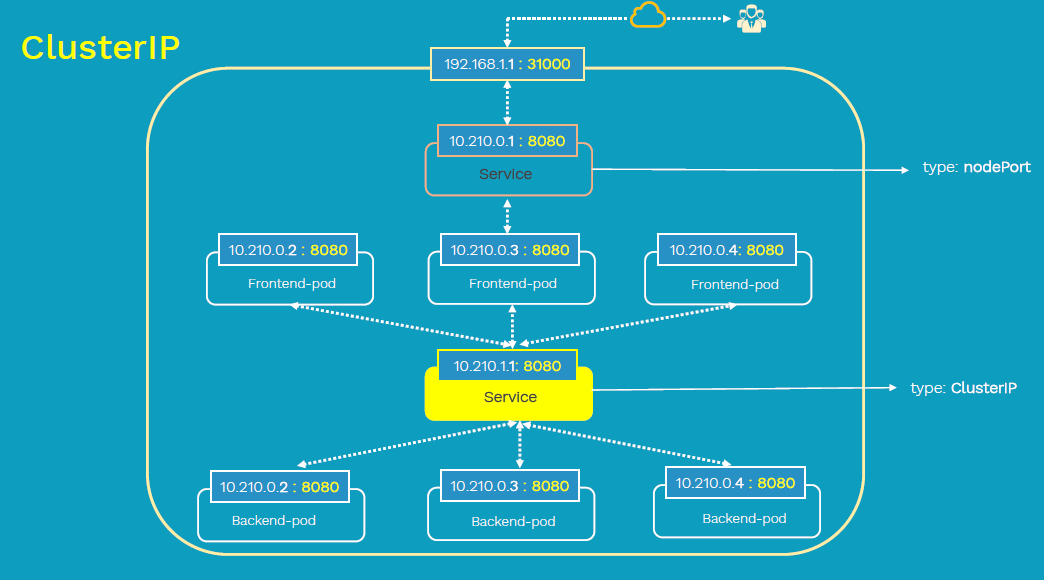 ClusterIP
192.168.1.1 : 31000
10.210.0.1 : 8080
Service
type: nodePort
10.210.0.2 : 8080
Frontend-pod
10.210.0.3 : 8080
Frontend-pod
10.210.0.4: 8080
Frontend-pod
10.210.1.1: 8080
Service
type: ClusterIP
10.210.0.2 : 8080
Backend-pod
10.210.0.3 : 8080
Backend-pod
10.210.0.4 : 8080
Backend-pod